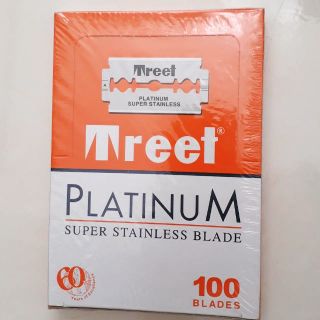 Treet
PLATINUM
SUPER STAINLESS
Treet®
PLATINUM
SUPER STAINLESS BLADE
60
100
BLADES